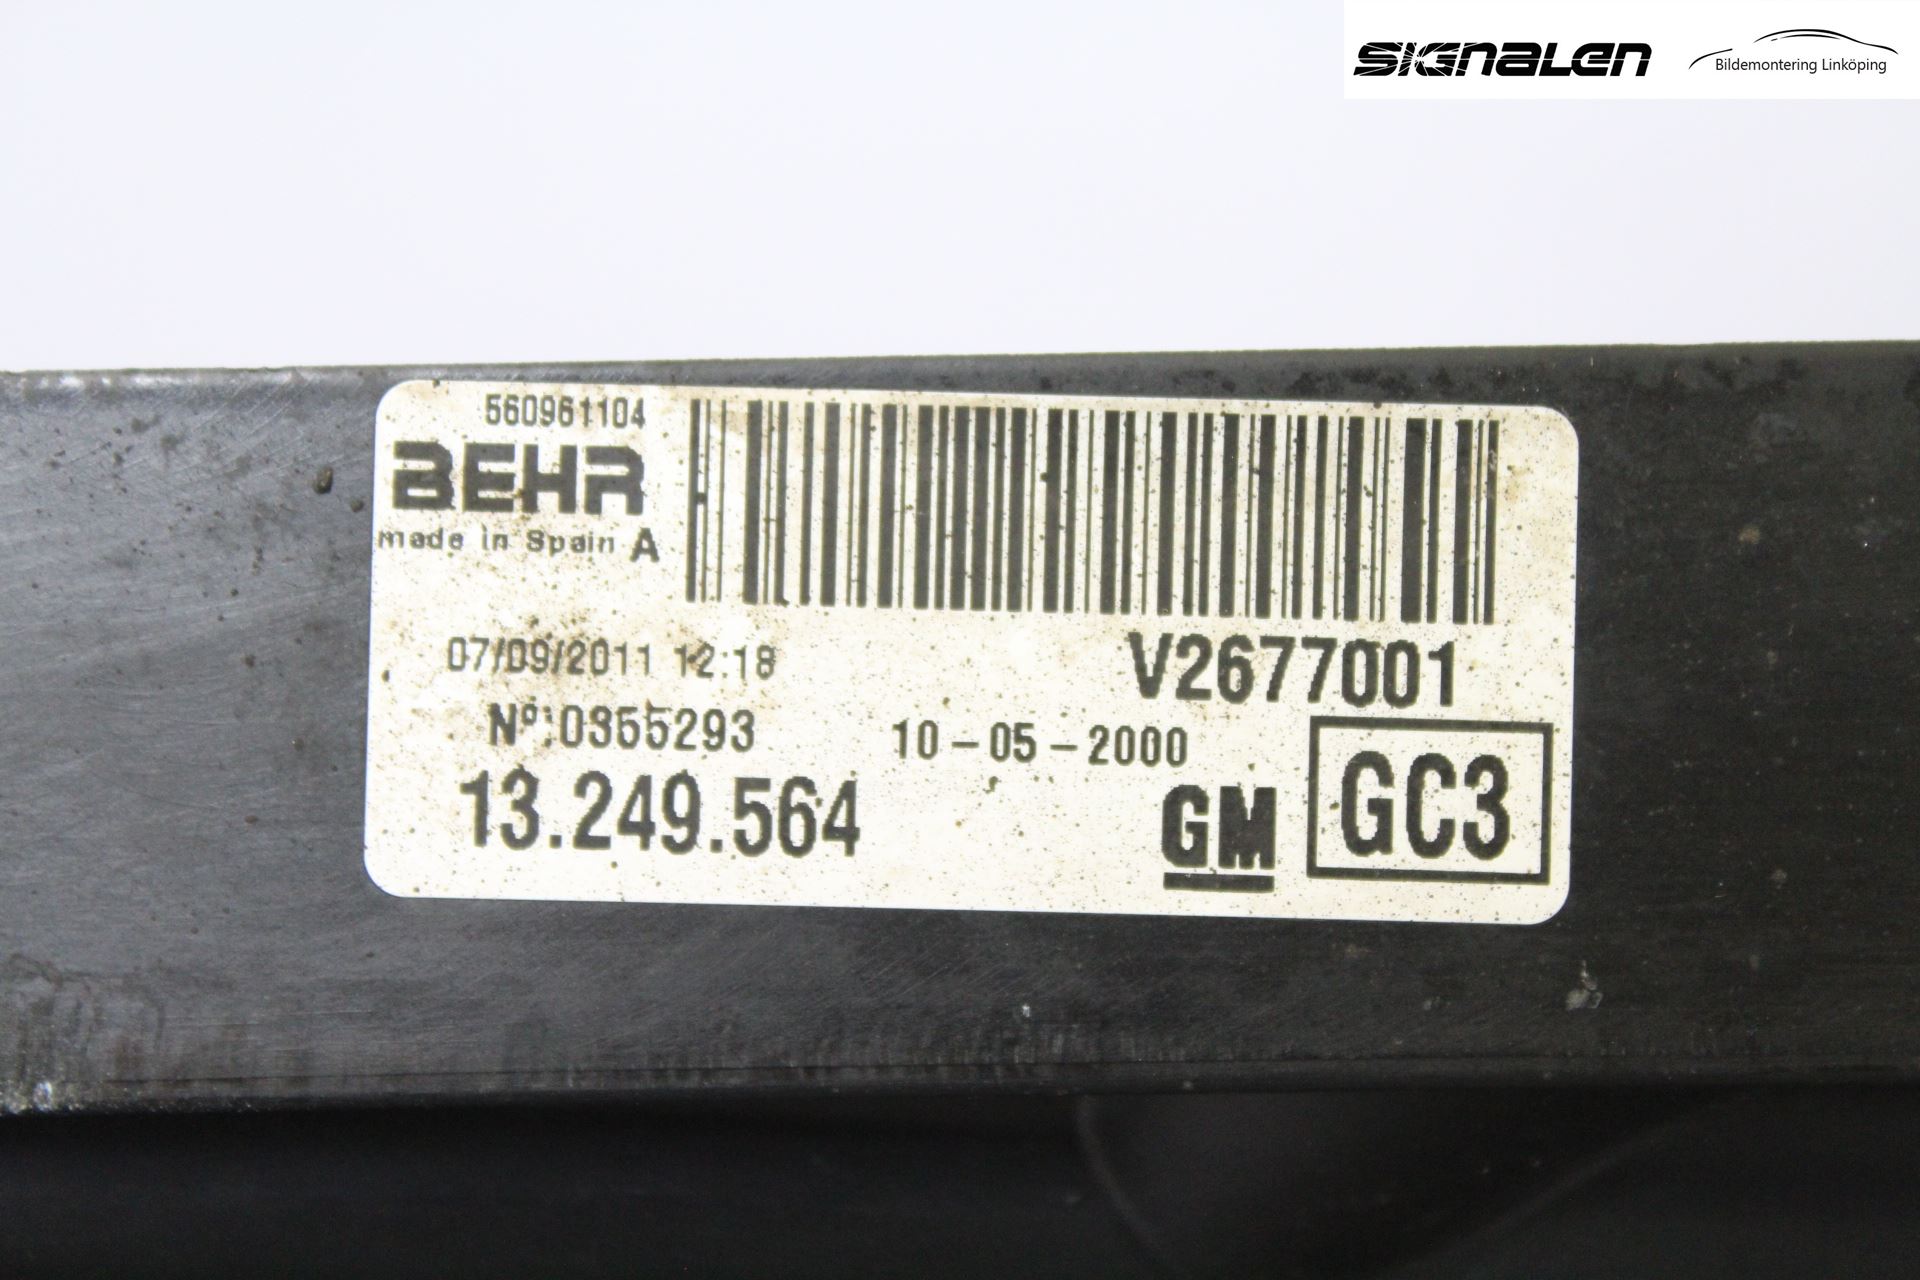 SIGNALEN
Bildemontering Linköping
560961104
BEHR
made in Spain A
07/09/2011 12:18
V2677001
Nº:0355293
10-05-2000
13.249.564
GM
GC3